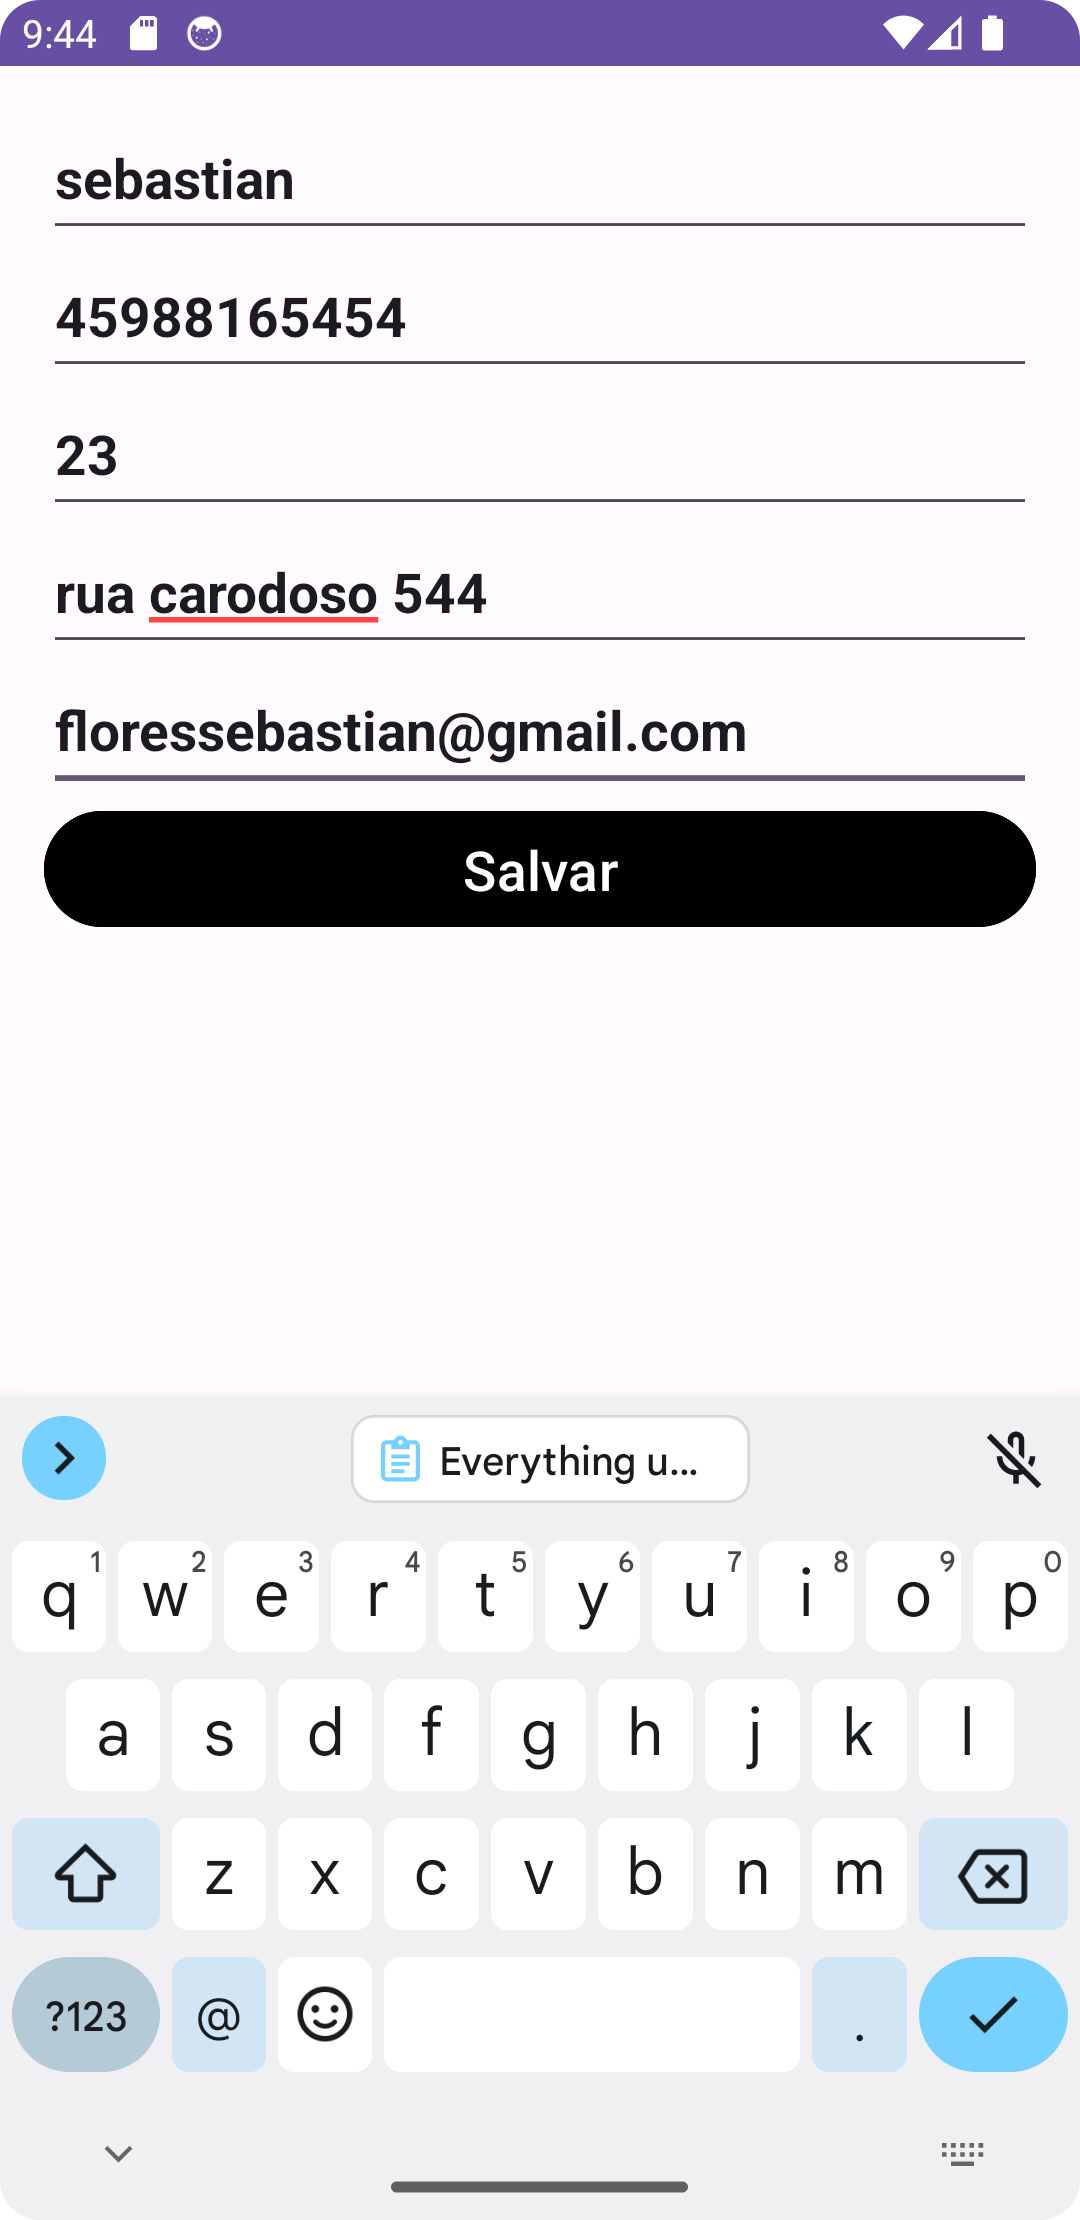 9:44
sebastian
45988165454
23
rua carodoso 544
floressebastian@gmail.com
Salvar
Everything u...
q 1 w 2 e 3 r 4 t 5 y 6 u 7 i 8 o 9 p 0
a s d f g h j k l
z x c v b n m
?123 @ .